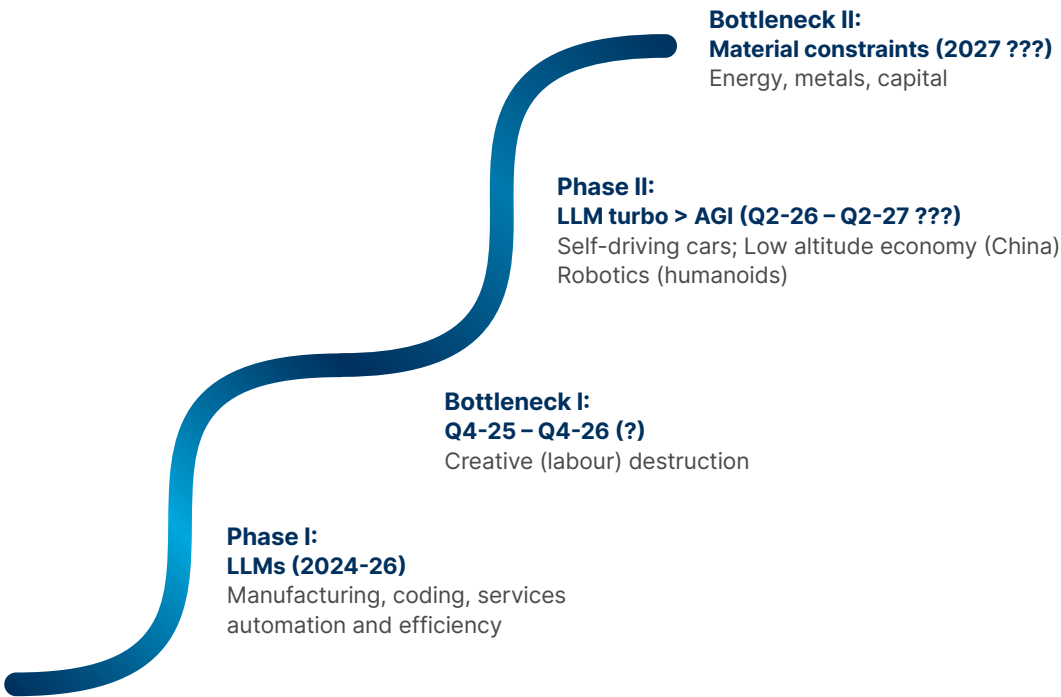 Bottleneck II:
Material constraints (2027 ???)
Energy, metals, capital
Phase II:
LLM turbo > AGI (Q2-26 – Q2-27 ???)
Self-driving cars; Low altitude economy (China)
Robotics (humanoids)
Bottleneck I:
Q4-25 – Q4-26 (?)
Creative (labour) destruction
Phase I:
LLMs (2024-26)
Manufacturing, coding, services
automation and efficiency